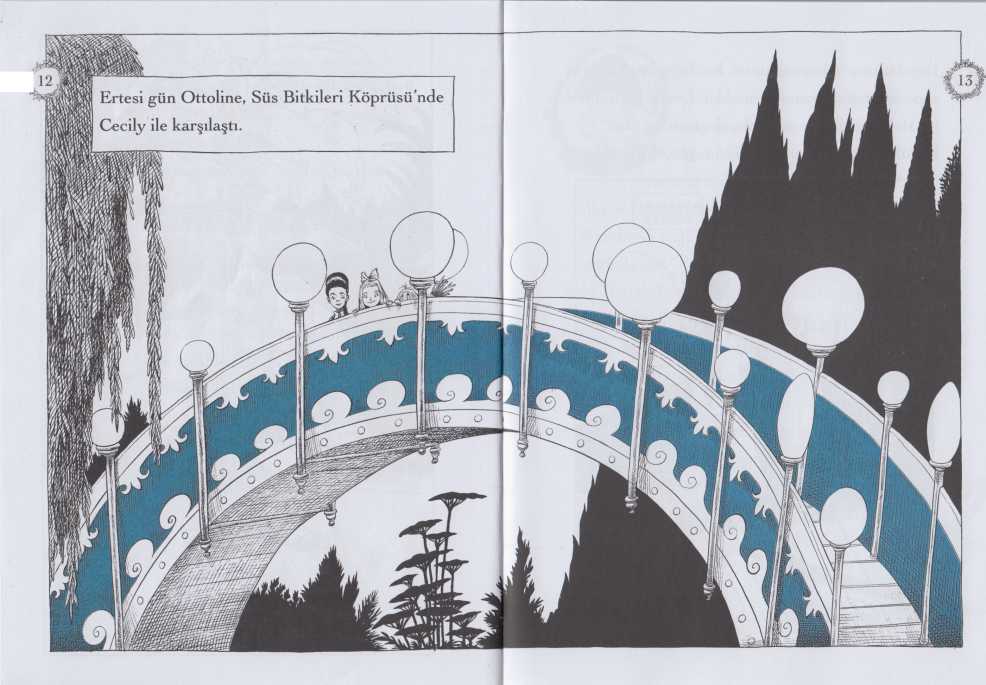 12
Ertesi gün Ottoline, Süs Bitkileri Köprüsü'nde
Cecily ile karşılaştı.
13